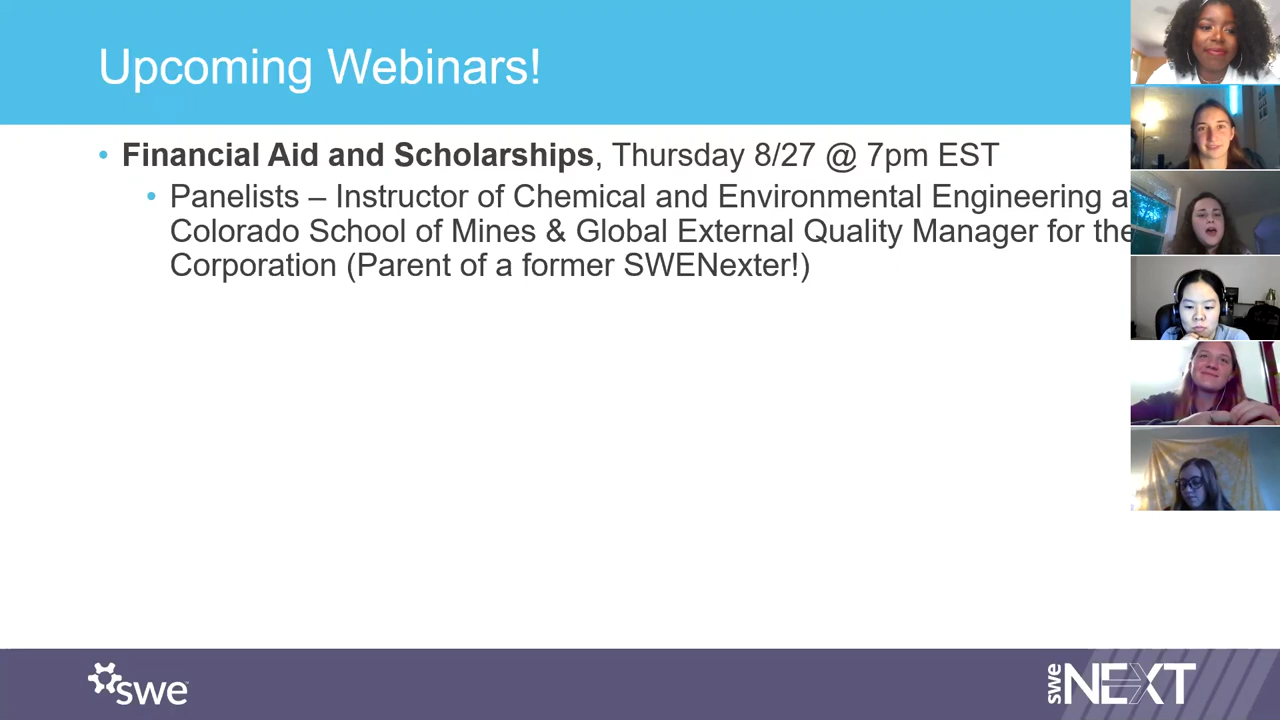 Upcoming Webinars!
• Financial Aid and Scholarships, Thursday 8/27 @ 7pm EST
• Panelists – Instructor of Chemical and Environmental Engineering
Colorado School of Mines & Global External Quality Manager for the
Corporation (Parent of a former SWENexter!)
swe
swe NEXT